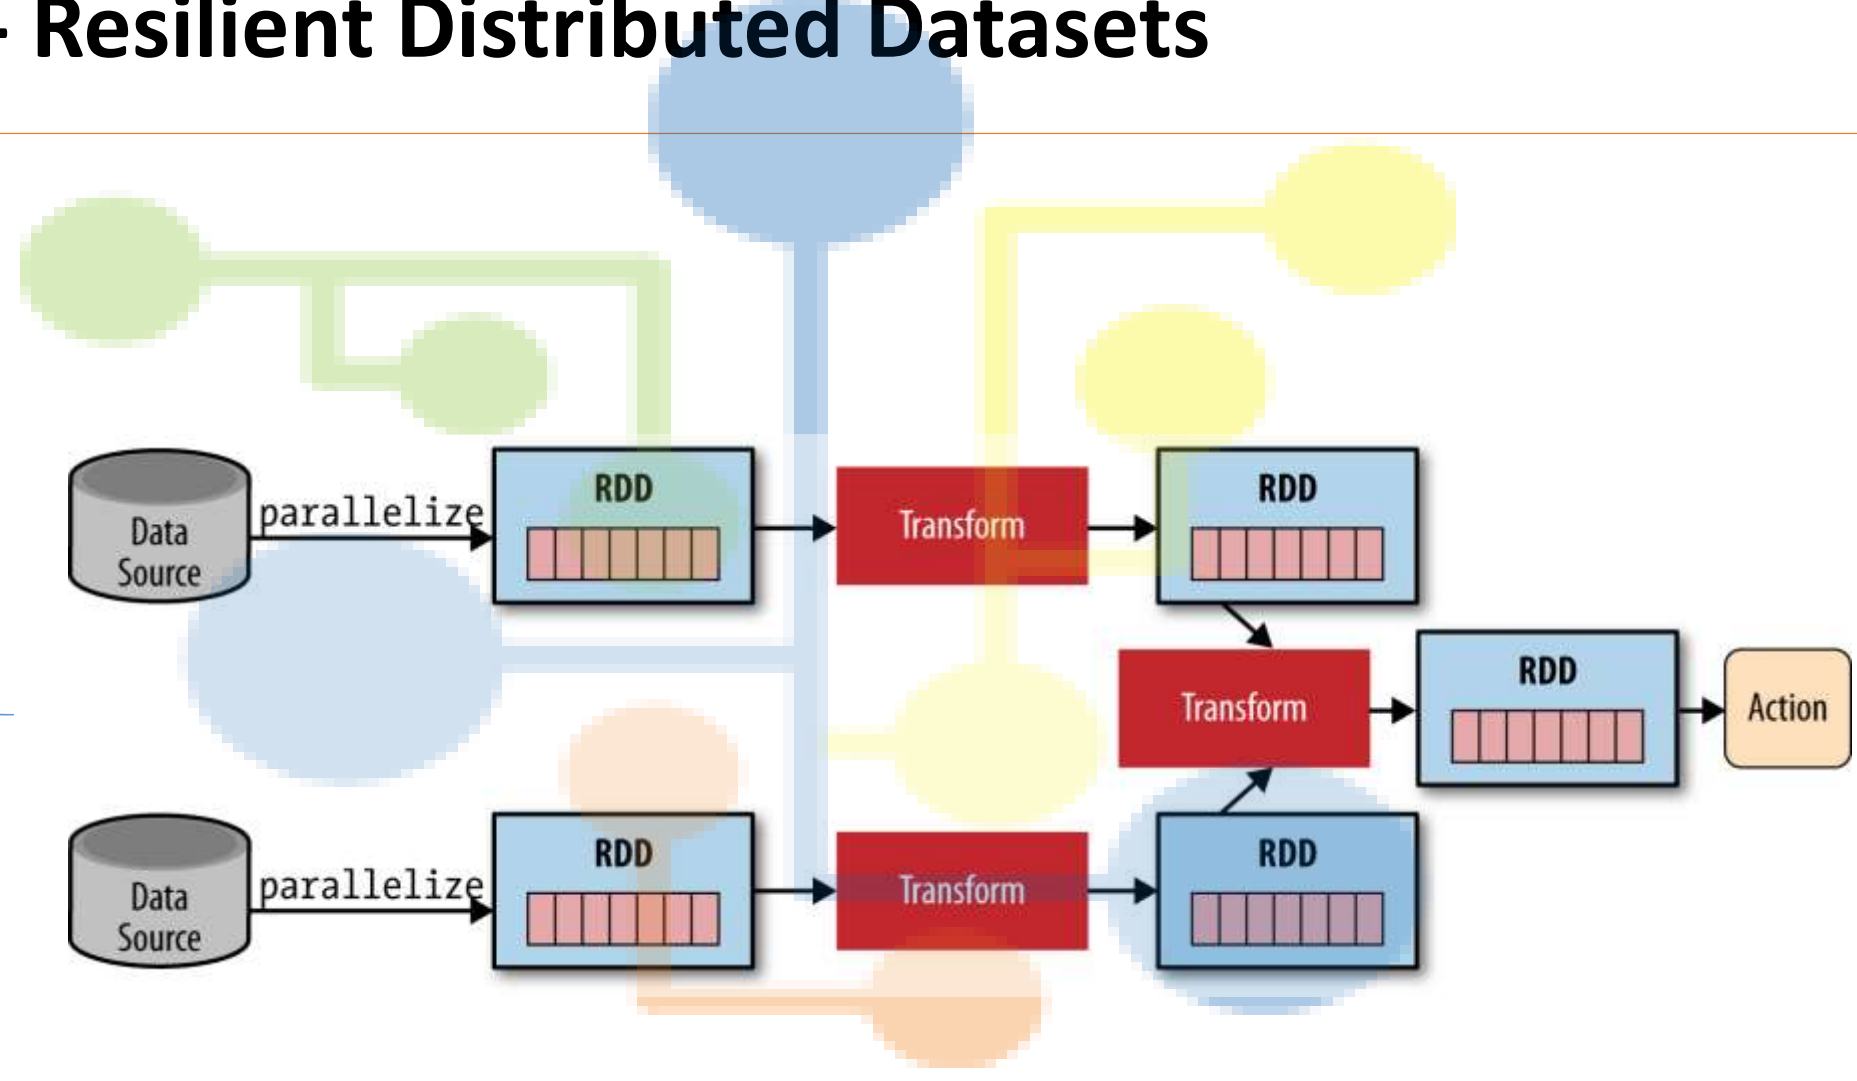 - Resilient Distributed Datasets
Data
Source
parallelize
RDD
Transform
RDD
Transform
RDD
Action
Data
Source
parallelize
RDD
Transform
RDD